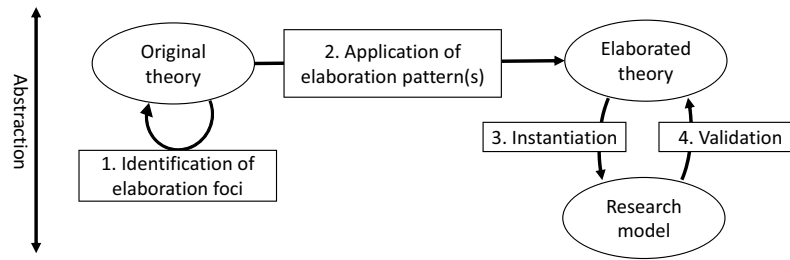 Abstraction
Original
theory
2. Application of
elaboration pattern(s)
Elaborated
theory
1. Identification of
elaboration foci
3. Instantiation
4. Validation
Research
model